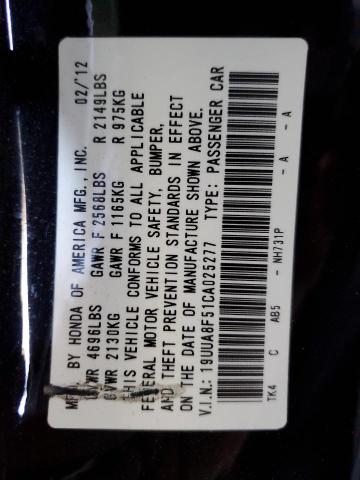 MFD. BY HONDA OF AMERICA MFG., INC. 02/'12
GVWR 4696LBS GAWR F 2568LBS R 2149LBS
GVWR 2130KG GAWR F 1165KG R 975KG
THIS VEHICLE CONFORMS TO ALL APPLICABLE
FEDERAL MOTOR VEHICLE SAFETY, BUMPER,
AND THEFT PREVENTION STANDARDS IN EFFECT
ON THE DATE OF MANUFACTURE SHOWN ABOVE.
V.I.N.: 19UUA8F51CA025277 TYPE: PASSENGER CAR
TK4 C AB5 - NH731P - A - A